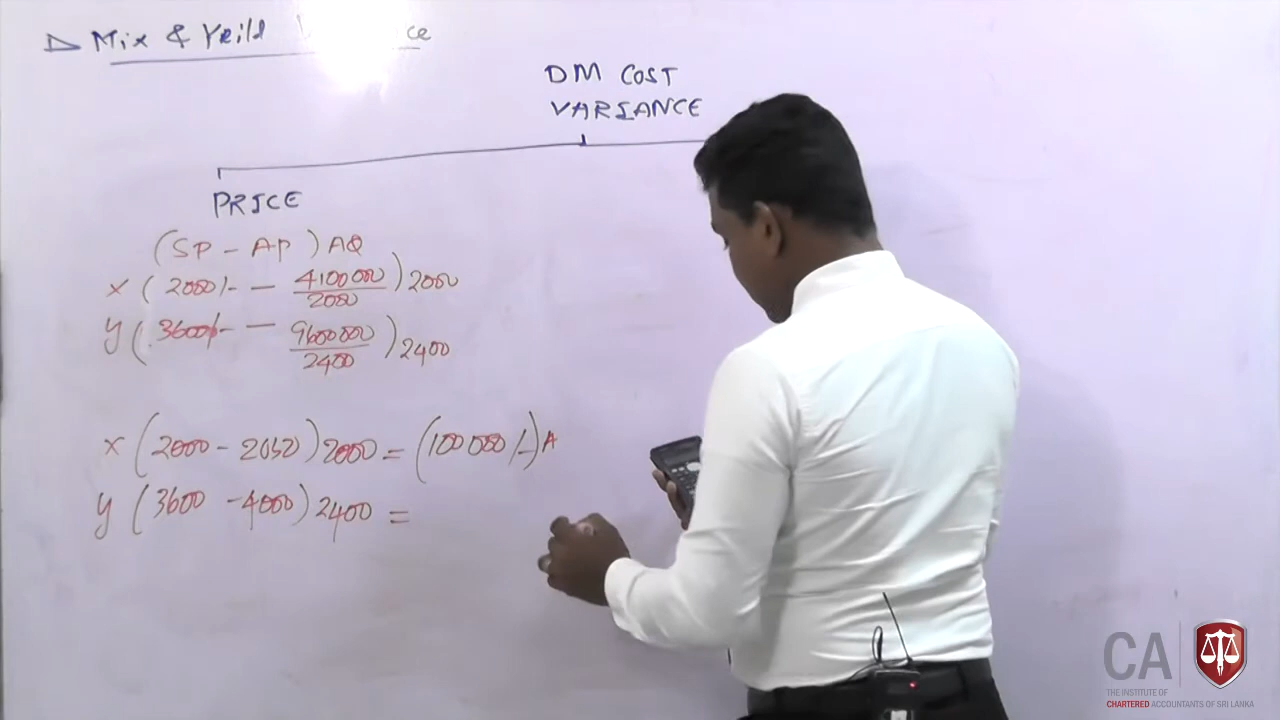 ▷ Mix & Yeild ce
DM COST
VARIANCE
PRICE
(SP - AP) AQ
X (2000/- - 4100000/2000) 2000
y (3600/- - 9600000/2400) 2400
X (2000 - 2050) 2000 = (100000/-) A
y (3600 - 4000) 2400 =
CA
THE INSTITUTE OF
CHARTERED ACCOUNTANTS OF SRI LANKA